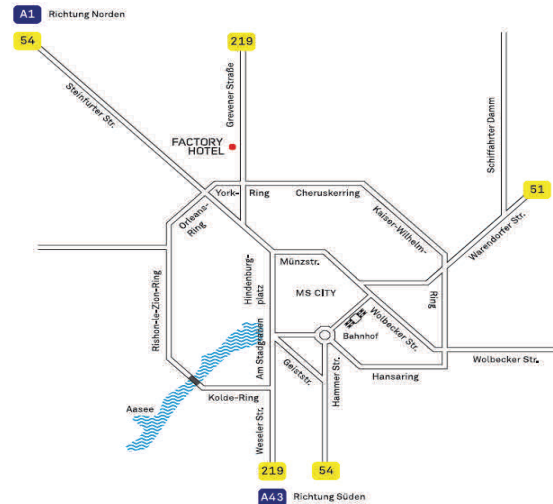 A1 Richtung Norden
54
219
Steinfurter Str.
Grevener Straße
Schiffahrter Damm
FACTORY
HOTEL
51
York-
Ring
Cheruskerring
Orleans-
Ring
Kaiser-Wilhelm-
Ring
Warendorfer Str.
Rishon-le-Zion-Ring
Hindenburg-
platz
Münzstr.
MS CITY
Wolbecker Str.
Bahnhof
Am Stadgraben
Geiststr.
Hammer Str.
Hansaring
Wolbecker Str.
Aasee
Kolde-Ring
Weseler Str.
219
54
A43 Richtung Süden